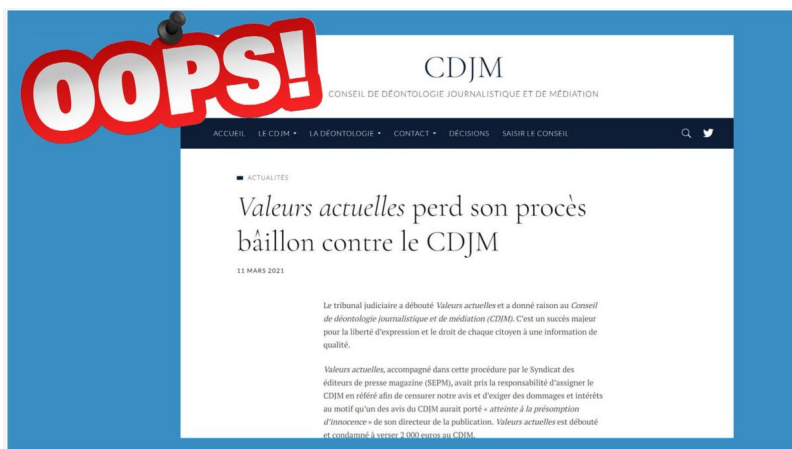 OOPS!
CDJM
CONSEIL DE DÉONTOLOGIE JOURNALISTIQUE ET DE MÉDIATION
ACCUEIL LE CDJM LA DÉONTOLOGIE CONTACT DÉCISIONS SAISIR LE CONSEIL
ACTUALITÉS
Valeurs actuelles perd son procès
bâillon contre le CDJM
11 MARS 2021
Le tribunal judiciaire a débouté Valeurs actuelles et a donné raison au Conseil
de déontologie journalistique et de médiation (CDJM). C'est un succès majeur
pour la liberté d'expression et le droit de chaque citoyen à une information de
qualité.
Valeurs actuelles, accompagné dans cette procédure par le Syndicat des
éditeurs de presse magazine (SEPM), avait pris la responsabilité d'assigner le
CDJM en référé afin de censurer notre avis et d'exiger des dommages et intérêts
au motif qu'un des avis du CDJM aurait porté « atteinte à la présomption
d'innocence » de son directeur de la publication. Valeurs actuelles est débouté
et condamné à verser 2 000 euros au CDJM.